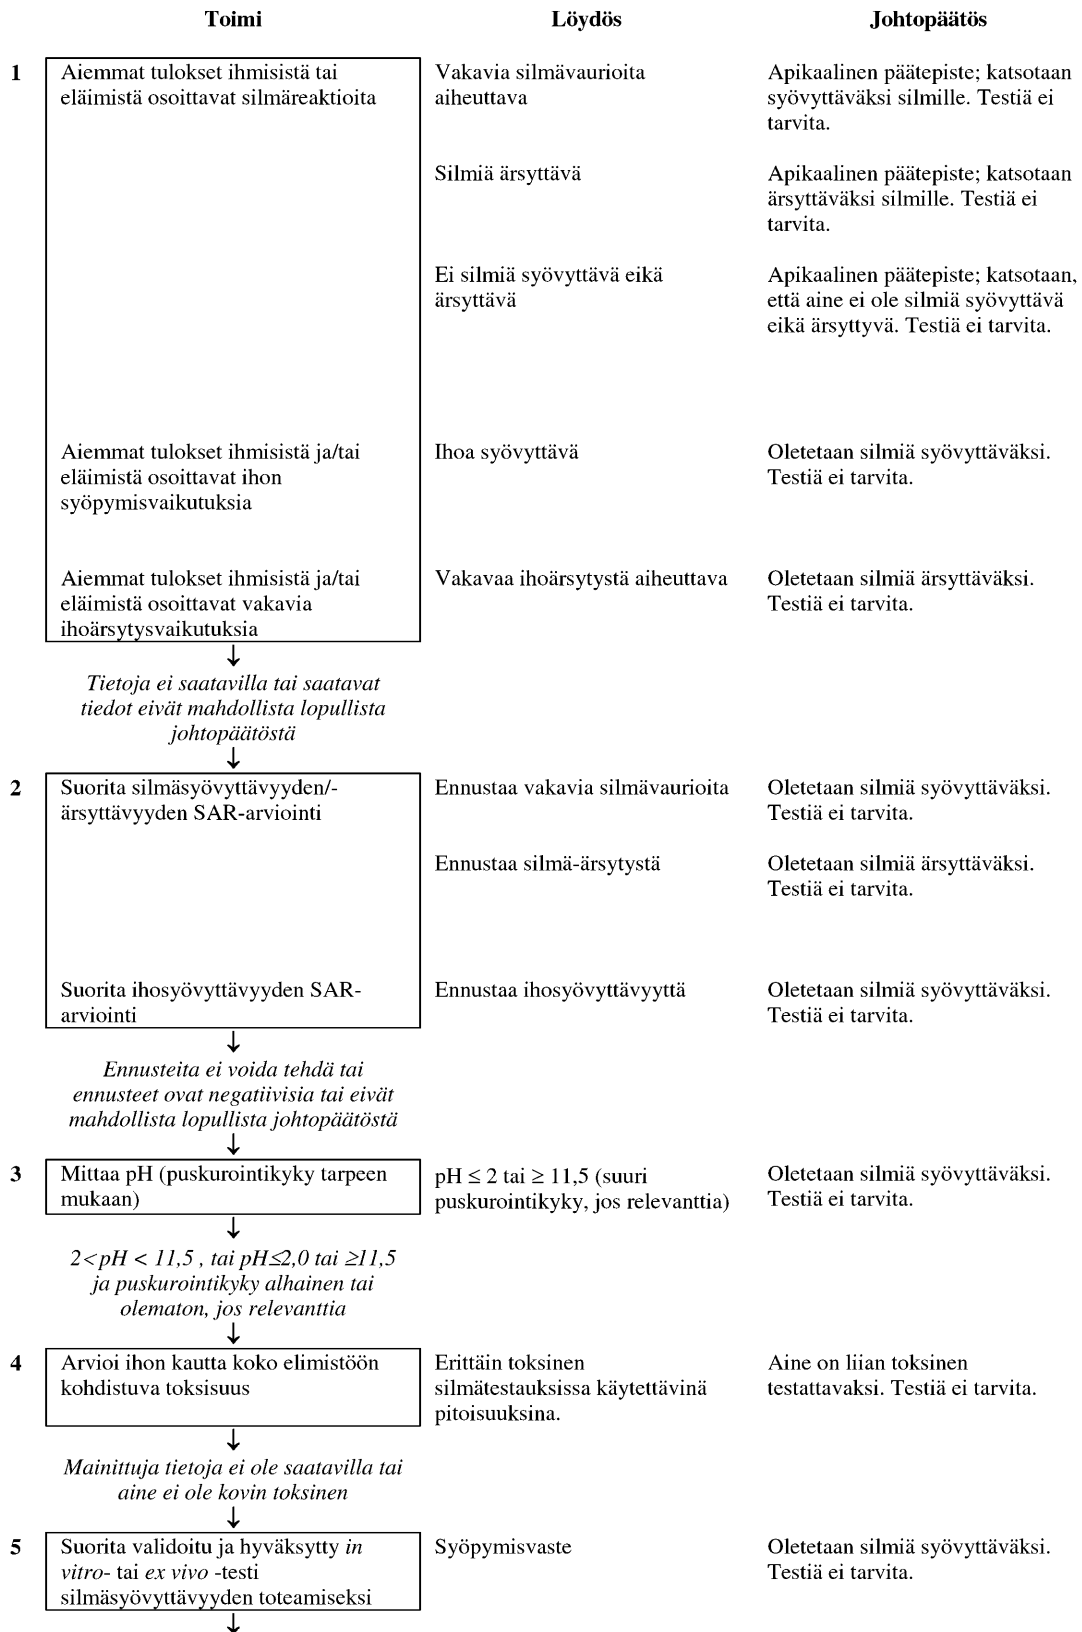 Toimi Löydös Johtopäätös
1 Aiemmat tulokset ihmisistä tai Vakavia silmävaurioita Apikaalinen päätepiste; katsotaan
eläimistä osoittavat silmäreaktioita aiheuttava syövyttäväksi silmille. Testiä ei
tarvita.
Silmiä ärsyttävä Apikaalinen päätepiste; katsotaan
ärsyttäväksi silmille. Testiä ei
tarvita.
Ei silmiä syövyttävä eikä Apikaalinen päätepiste; katsotaan,
ärsyttävä että aine ei ole silmiä syövyttävä
eikä ärsyttyvä. Testiä ei tarvita.
Aiemmat tulokset ihmisistä ja/tai Ihoa syövyttävä Oletetaan silmiä syövyttäväksi.
eläimistä osoittavat ihon Testiä ei tarvita.
syöpymisvaikutuksia
Aiemmat tulokset ihmisistä ja/tai Vakavaa ihoärsytystä aiheuttava Oletetaan silmiä ärsyttäväksi.
eläimistä osoittavat vakavia Testiä ei tarvita.
ihoärsytysvaikutuksia
↓
Tietoja ei saatavilla tai saatavat
tiedot eivät mahdollista lopullista
johtopäätöstä
↓
2 Suorita silmäsyövyttävyyden/- Ennustaa vakavia silmävaurioita Oletetaan silmiä syövyttäväksi.
ärsyttävyyden SAR-arviointi Testiä ei tarvita.
Ennustaa silmä-ärsytystä Oletetaan silmiä ärsyttäväksi.
Testiä ei tarvita.
Suorita ihosyövyttävyyden SAR- Ennustaa ihosyövyttävyyttä Oletetaan silmiä syövyttäväksi.
arviointi Testiä ei tarvita.
↓
Ennusteita ei voida tehdä tai
ennusteet ovat negatiivisia tai eivät
mahdollista lopullista johtopäätöstä
↓
3 Mittaa pH (puskurointikyky tarpeen pH ≤ 2 tai ≥ 11,5 (suuri Oletetaan silmiä syövyttäväksi.
mukaan) puskurointikyky, jos relevanttia) Testiä ei tarvita.
↓
2<pH < 11,5 , tai pH≤2,0 tai ≥11,5
ja puskurointikyky alhainen tai
olematon, jos relevanttia
↓
4 Arvioi ihon kautta koko elimistöön Erittäin toksinen Aine on liian toksinen
kohdistuva toksisuus silmätestauksissa käytettävinä testattavaksi. Testiä ei tarvita.
pitoisuuksina.
↓
Mainittuja tietoja ei ole saatavilla tai
aine ei ole kovin toksinen
↓
5 Suorita validoitu ja hyväksytty in Syöpymisvaste Oletetaan silmiä syövyttäväksi.
vitro- tai ex vivo -testi Testiä ei tarvita.
silmäsyövyttävyyden toteamiseksi
↓